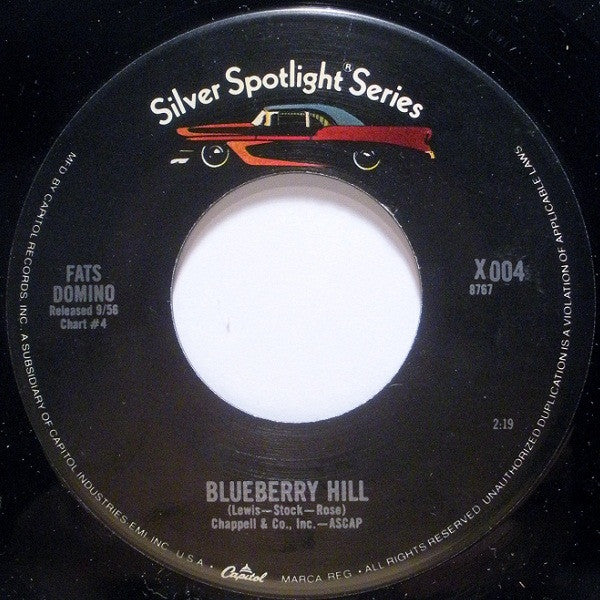 Silver Spotlight® Series
FATS
DOMINO
Released 9/56
Chart #4
X004
8767
2:19
BLUEBERRY HILL
(Lewis—Stock—Rose)
Chappell & Co., Inc.—ASCAP
MFD BY CAPITOL RECORDS, INC. A SUBSIDIARY OF CAPITOL INDUSTRIES-EMI, INC. U.S.A. Capitol MARCA REG. • ALL RIGHTS RESERVED UNAUTHORIZED DUPLICATION IS A VIOLATION OF APPLICABLE LAWS